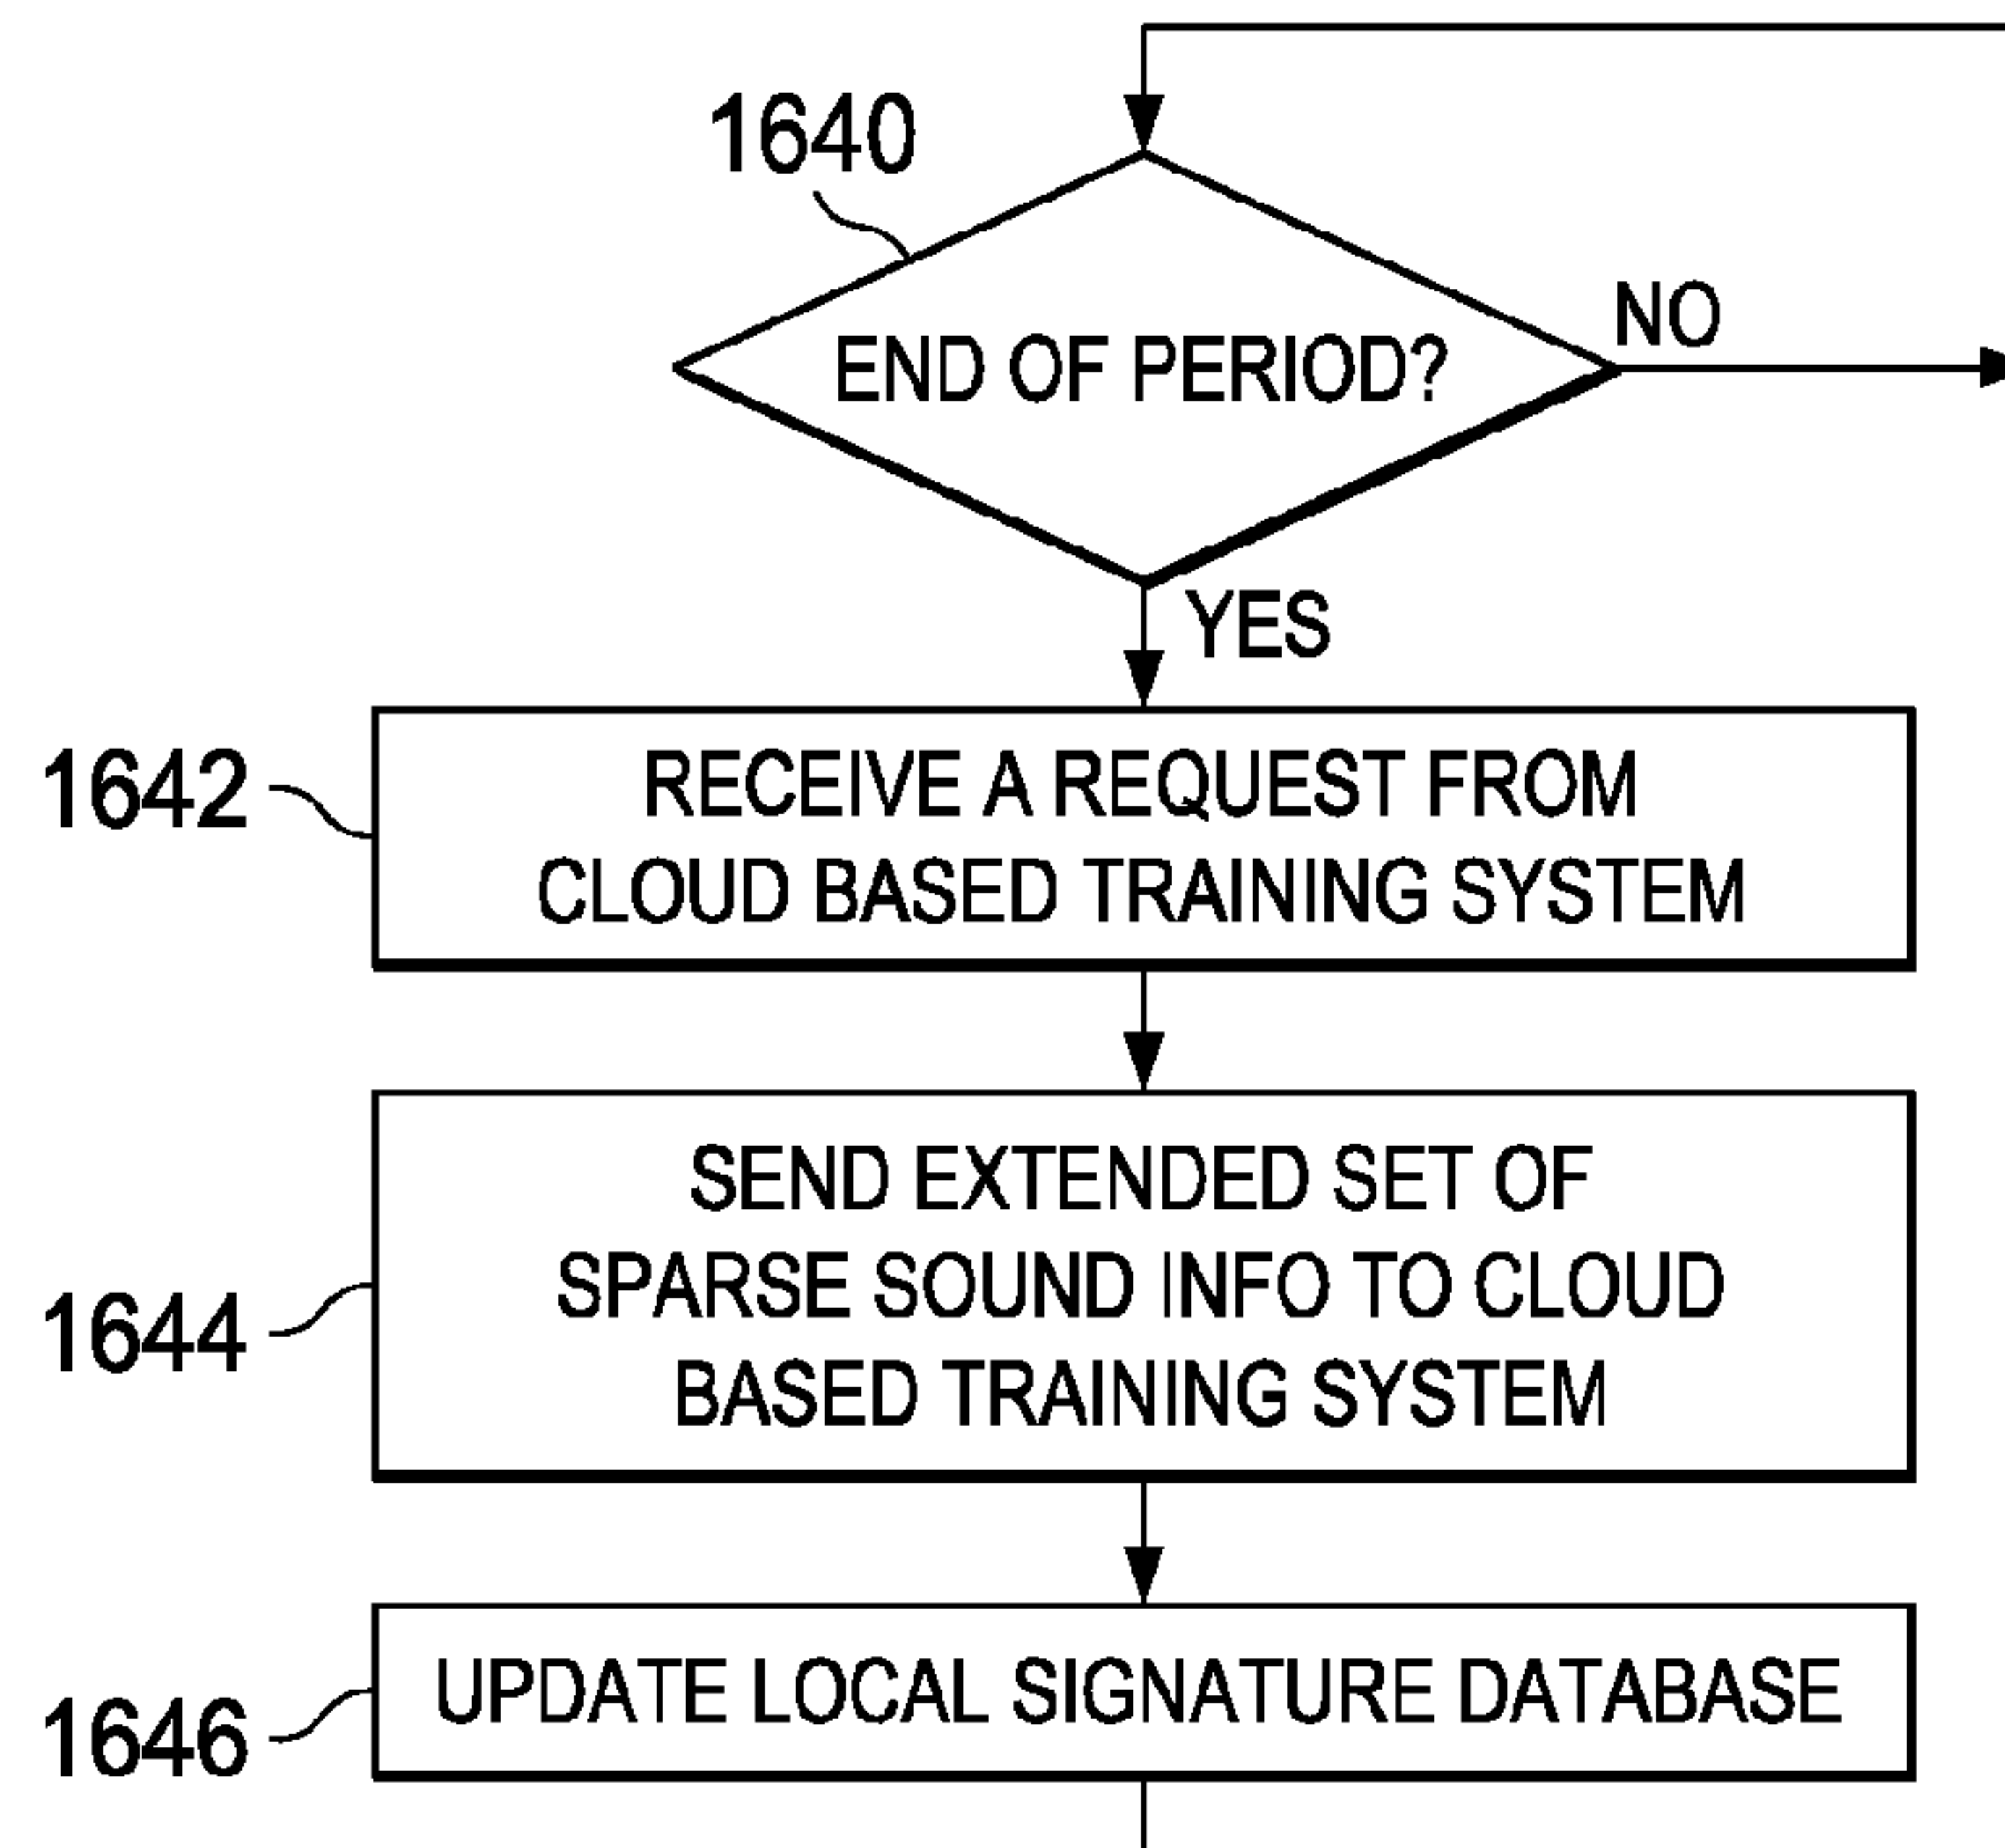 1640
END OF PERIOD?
NO
YES
1642
RECEIVE A REQUEST FROM
CLOUD BASED TRAINING SYSTEM
1644
SEND EXTENDED SET OF
SPARSE SOUND INFO TO CLOUD
BASED TRAINING SYSTEM
1646
UPDATE LOCAL SIGNATURE DATABASE